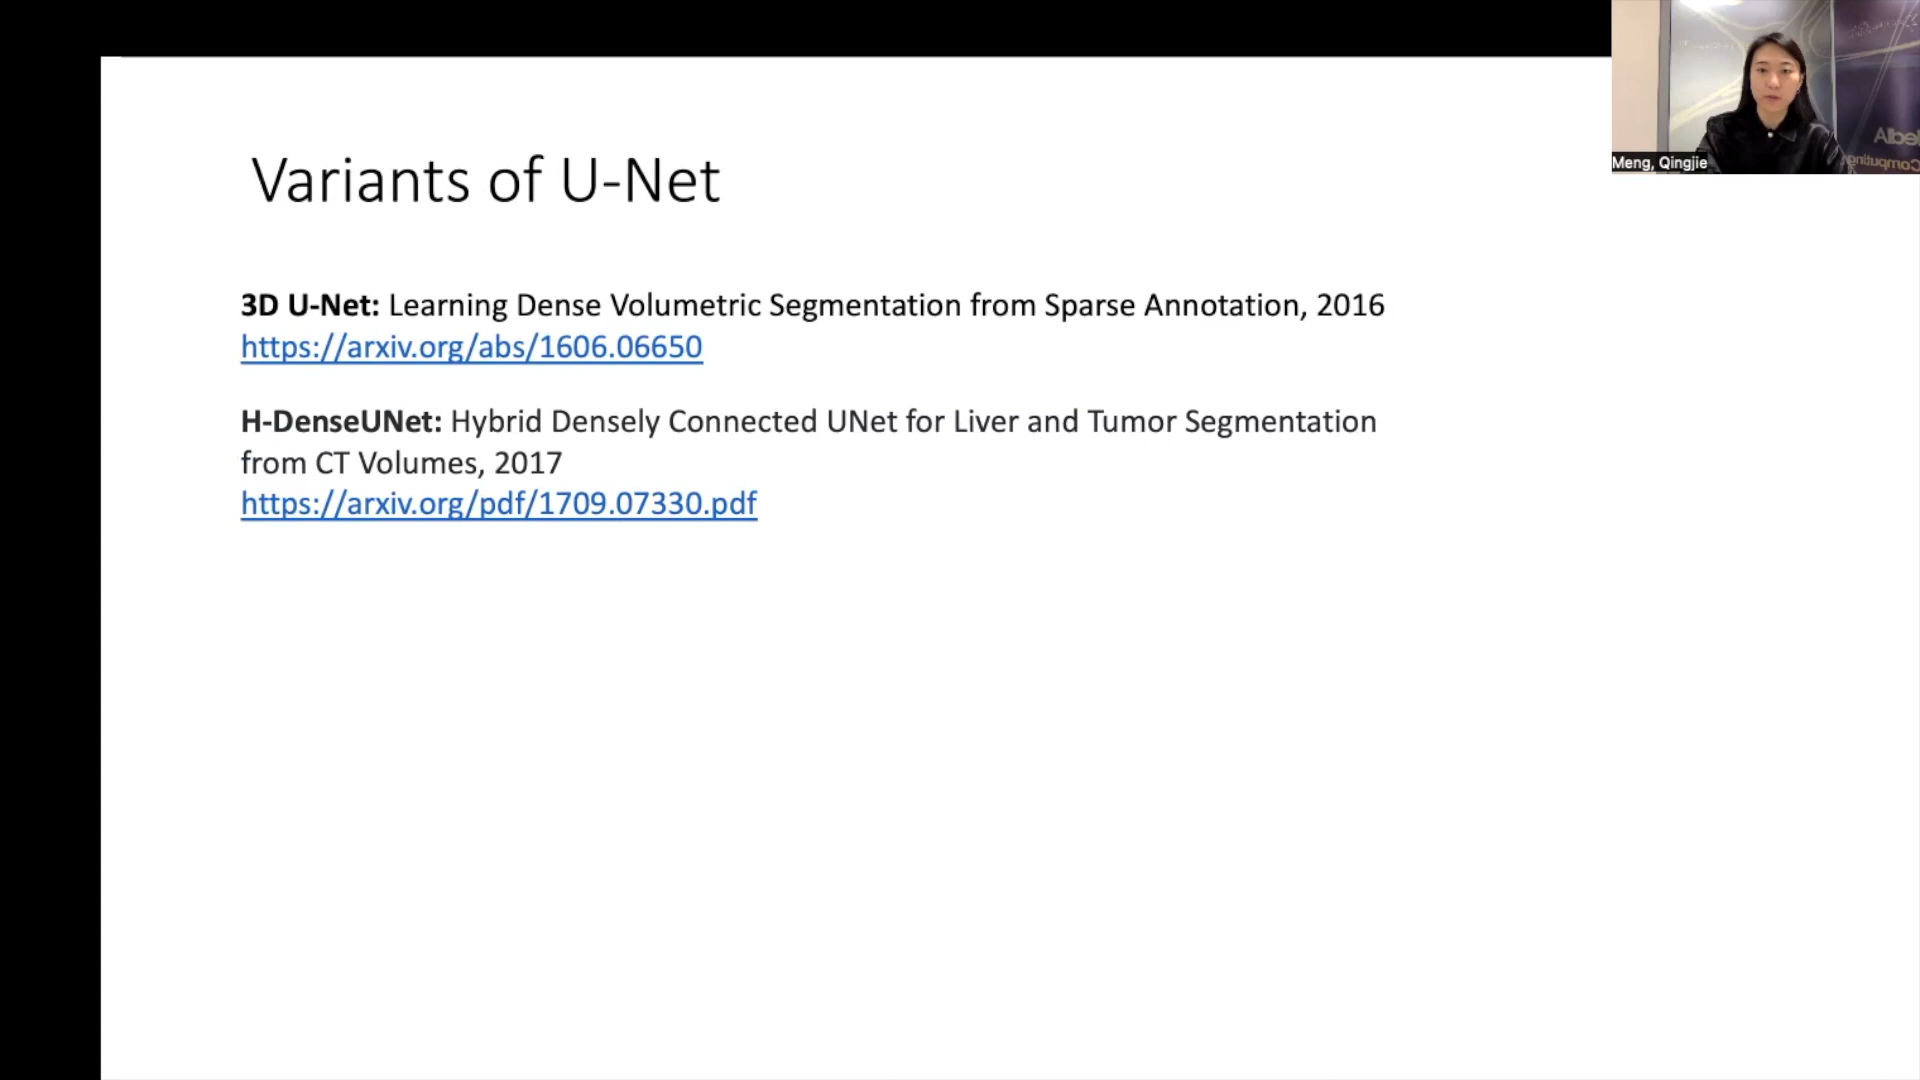 Variants of U-Net
3D U-Net: Learning Dense Volumetric Segmentation from Sparse Annotation, 2016
https://arxiv.org/abs/1606.06650
H-DenseUNet: Hybrid Densely Connected UNet for Liver and Tumor Segmentation
from CT Volumes, 2017
https://arxiv.org/pdf/1709.07330.pdf
Meng, Qingjie